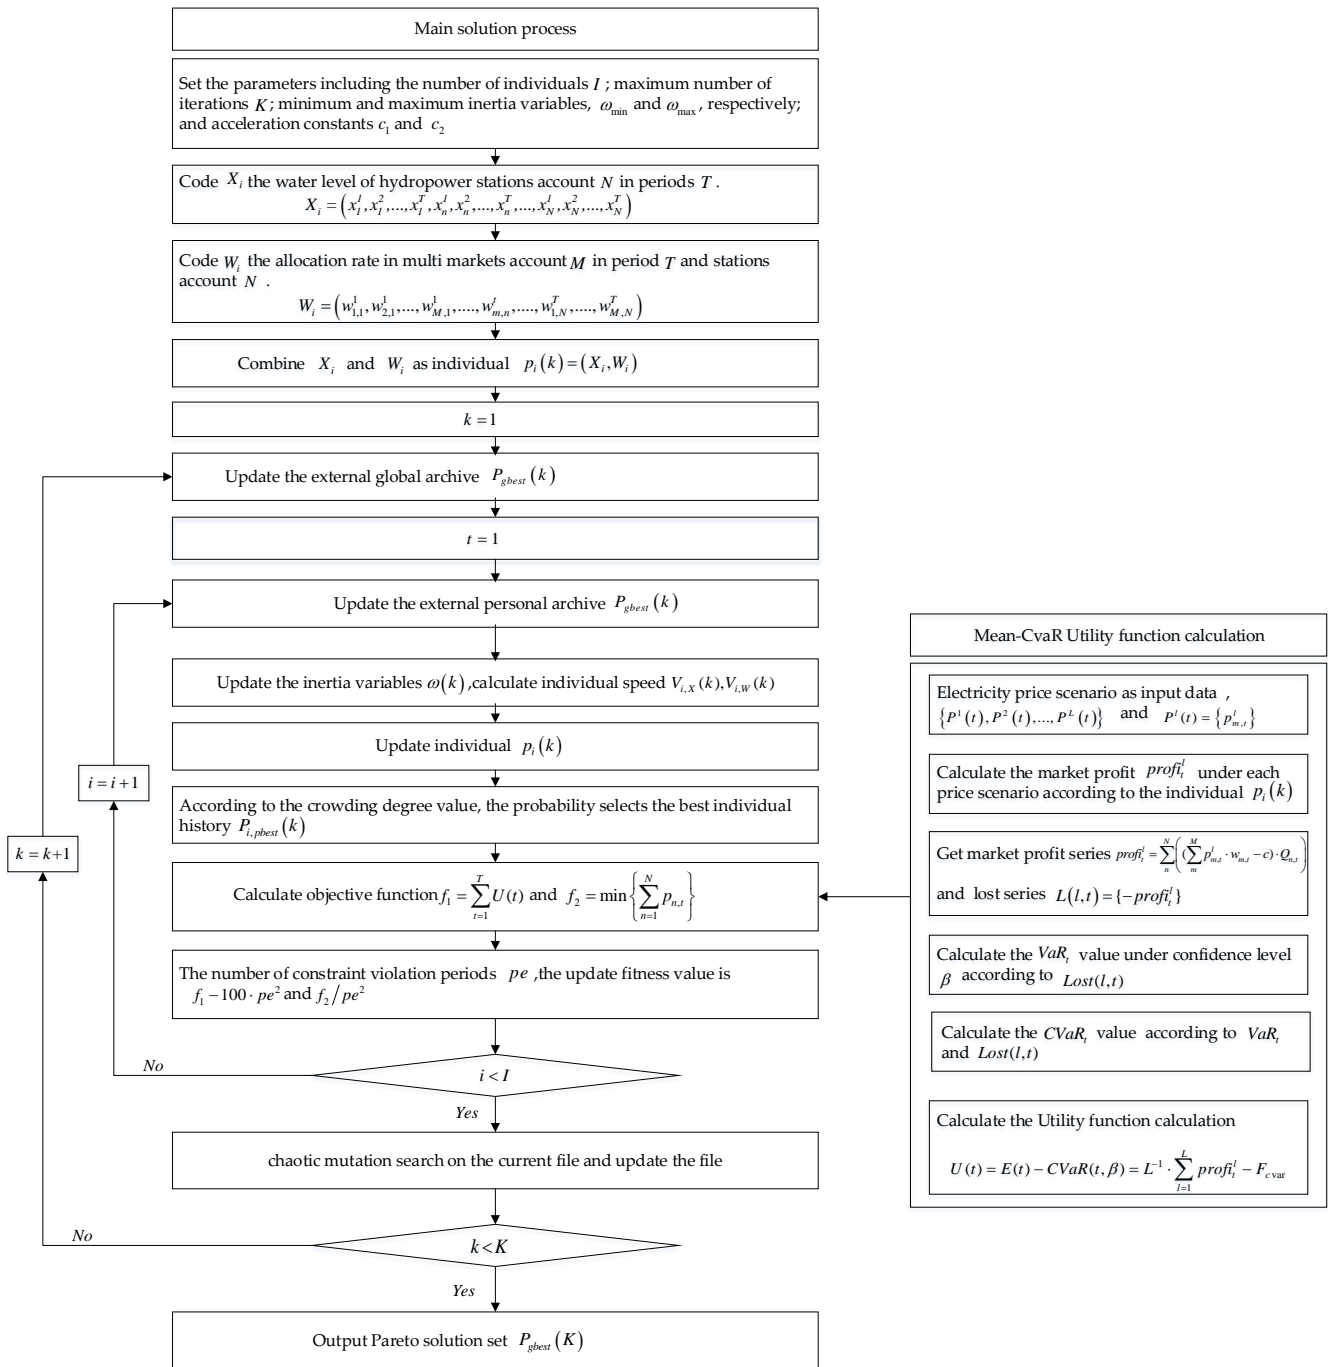 Main solution process
Set the parameters including the number of individuals I ; maximum number of
iterations K; minimum and maximum inertia variables, ω_min and ω_max, respectively;
and acceleration constants c_1 and c_2
Code X_i the water level of hydropower stations account N in periods T .
X_i = (x_1^1, x_1^2,..., x_1^T, x_n^1, x_n^2,..., x_n^T,..., x_N^1, x_N^2,..., x_N^T)
Code W_i the allocation rate in multi markets account M in period T and stations
account N .
W_i = (w_{1,1}^1, w_{2,1}^1,..., w_{M,1}^1,...., w_{m,n}^t,...., w_{1,N}^T,...., w_{M,N}^T)
Combine X_i and W_i as individual p_i(k) = (X_i, W_i)
k = 1
Update the external global archive P_gbest(k)
t = 1
Update the external personal archive P_gbest(k)
Update the inertia variables ω(k) ,calculate individual speed V_{i,X}(k),V_{i,W}(k)
Update individual p_i(k)
i = i+1
According to the crowding degree value, the probability selects the best individual
history P_{i,pbest}(k)
k = k+1
Calculate objective function f_1 = ∑_{t=1}^T U(t) and f_2 = min{∑_{n=1}^N p_{n,t}}
The number of constraint violation periods pe ,the update fitness value is
f_1 − 100 · pe^2 and f_2/pe^2
i < I
No
Yes
chaotic mutation search on the current file and update the file
k < K
No
Yes
Output Pareto solution set P_gbest(K)
Mean-CvaR Utility function calculation
Electricity price scenario as input data ,
{P^1(t), P^2(t),..., P^L(t)} and P^l(t) = {p_{m,t}^l}
Calculate the market profit profi_t^l under each
price scenario according to the individual p_i(k)
Get market profit series profi_t^l = ∑_n^N ((∑_m^M p_{m,t}^l · w_{m,t} − c) · Q_{n,t})
and lost series L(l,t) = {−profi_t^l}
Calculate the VaR_t value under confidence level
β according to Lost(l,t)
Calculate the CVaR_t value according to VaR_t
and Lost(l,t)
Calculate the Utility function calculation
U(t) = E(t) − CVaR(t, β) = L^{-1} · ∑_{l=1}^L profi_t^l − F_{cvar}